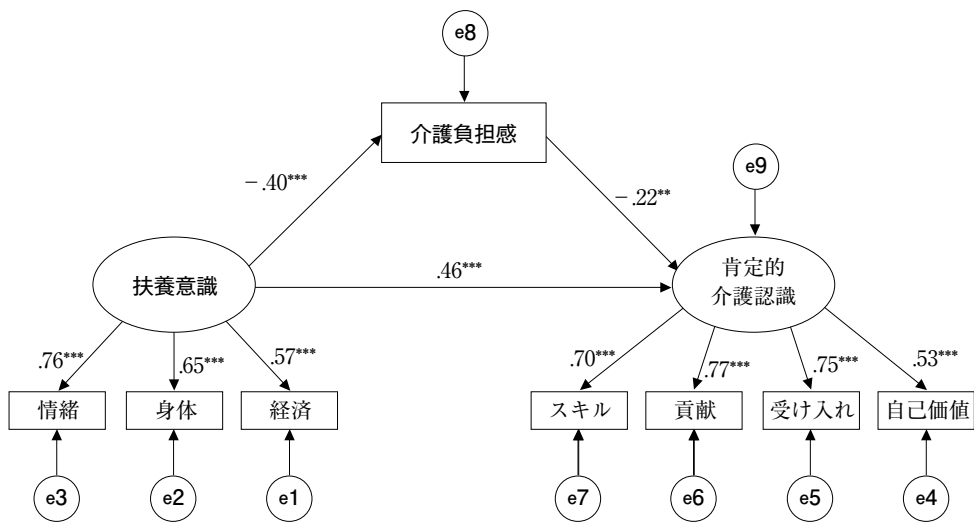 e8
介護負担感
e9
－.40***
－.22**
扶養意識
.46***
肯定的
介護認識
.76***
.65***
.57***
.70***
.77***
.75***
.53***
情緒
身体
経済
スキル
貢献
受け入れ
自己価値
e3
e2
e1
e7
e6
e5
e4